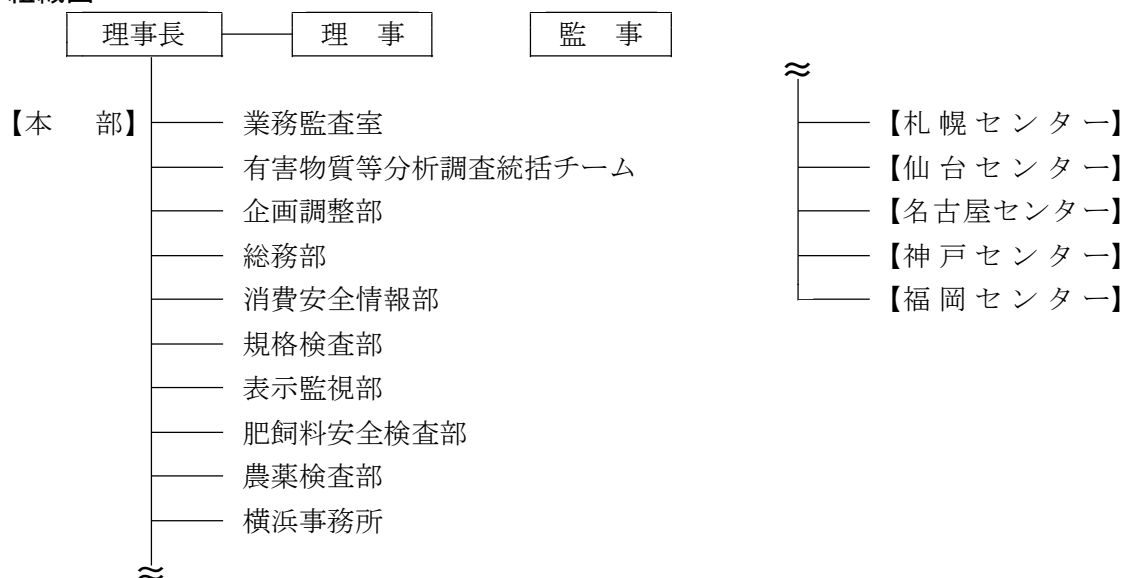 理事長 理 事 監 事
≈
【本 部】 業務監査室
有害物質等分析調査統括チーム
企画調整部
総務部
消費安全情報部
規格検査部
表示監視部
肥飼料安全検査部
農薬検査部
横浜事務所
≈
【札幌センター】
【仙台センター】
【名古屋センター】
【神戸センター】
【福岡センター】